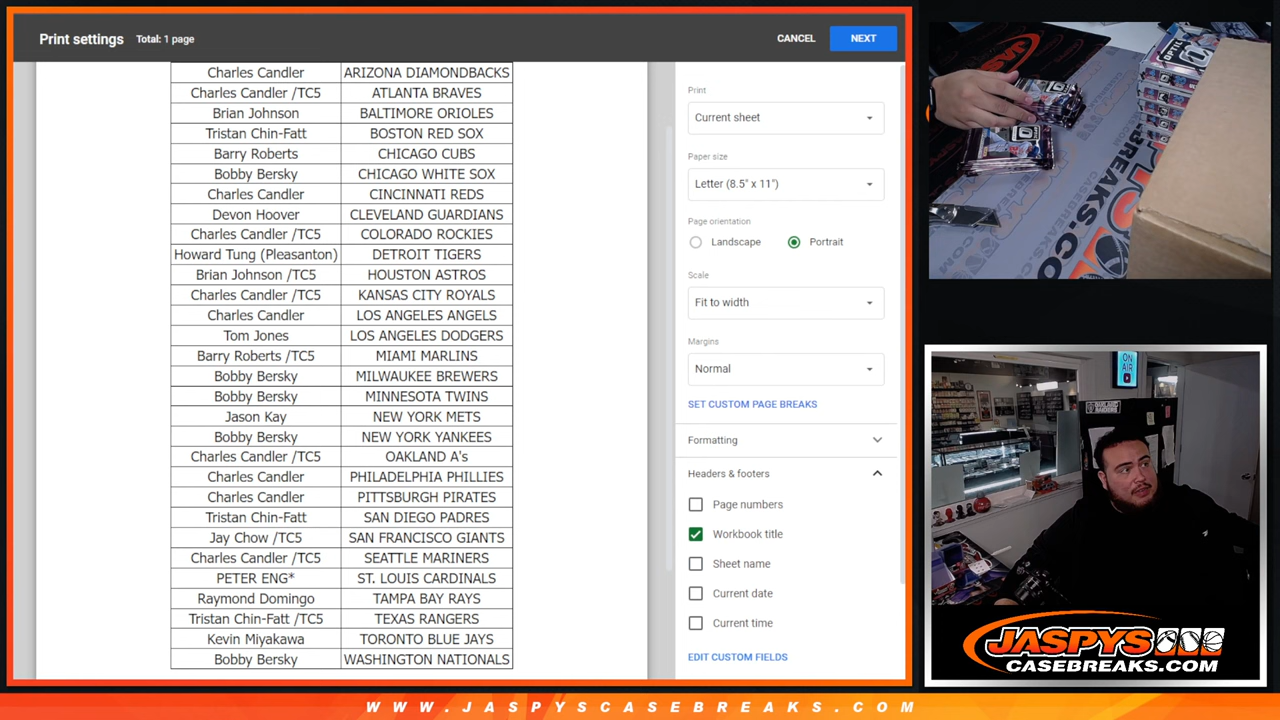 Print settings
Total: 1 page
CANCEL
NEXT
Charles Candler ARIZONA DIAMONDBACKS
Charles Candler /TC5 ATLANTA BRAVES
Brian Johnson BALTIMORE ORIOLES
Tristan Chin-Fatt BOSTON RED SOX
Barry Roberts CHICAGO CUBS
Bobby Bersky CHICAGO WHITE SOX
Charles Candler CINCINNATI REDS
Devon Hoover CLEVELAND GUARDIANS
Charles Candler /TC5 COLORADO ROCKIES
Howard Tung (Pleasanton) DETROIT TIGERS
Brian Johnson /TC5 HOUSTON ASTROS
Charles Candler /TC5 KANSAS CITY ROYALS
Charles Candler LOS ANGELES ANGELS
Tom Jones LOS ANGELES DODGERS
Barry Roberts /TC5 MIAMI MARLINS
Bobby Bersky MILWAUKEE BREWERS
Bobby Bersky MINNESOTA TWINS
Jason Kay NEW YORK METS
Bobby Bersky NEW YORK YANKEES
Charles Candler /TC5 OAKLAND A's
Charles Candler PHILADELPHIA PHILLIES
Charles Candler PITTSBURGH PIRATES
Tristan Chin-Fatt SAN DIEGO PADRES
Jay Chow /TC5 SAN FRANCISCO GIANTS
Charles Candler /TC5 SEATTLE MARINERS
PETER ENG* ST. LOUIS CARDINALS
Raymond Domingo TAMPA BAY RAYS
Tristan Chin-Fatt /TC5 TEXAS RANGERS
Kevin Miyakawa TORONTO BLUE JAYS
Bobby Bersky WASHINGTON NATIONALS
Print
Current sheet
Paper size
Letter (8.5" x 11")
Page orientation
Landscape Portrait
Scale
Fit to width
Margins
Normal
SET CUSTOM PAGE BREAKS
Formatting
Headers & footers
Page numbers
Workbook title
Sheet name
Current date
Current time
EDIT CUSTOM FIELDS
OPTIC
BREAKS.COM
ON
AIR
JASPYS
CASEBREAKS.COM
WWW.JASPYSCASEBREAKS.COM